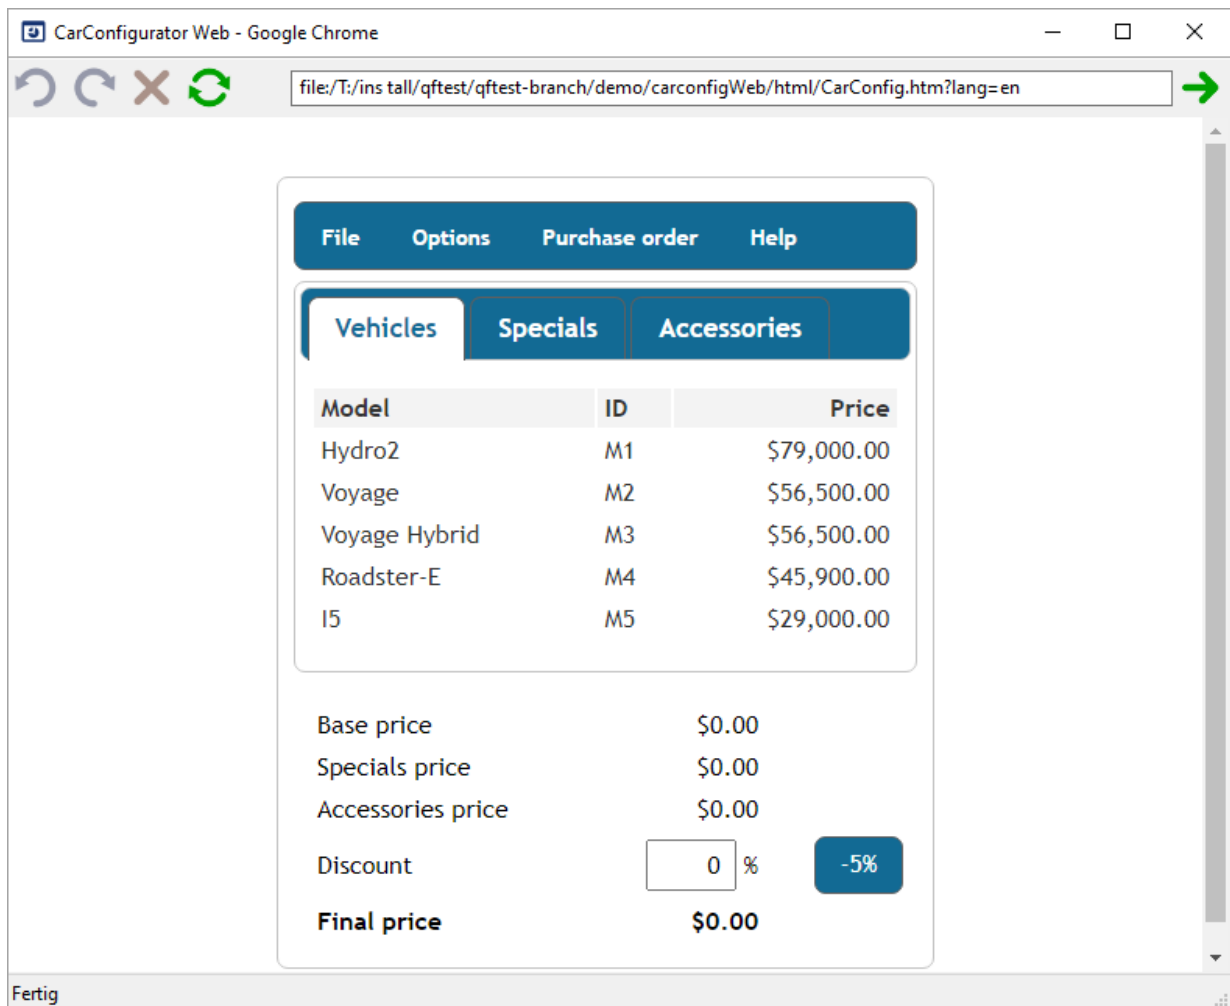 CarConfigurator Web - Google Chrome
file:/T:/ins tall/qftest/qftest-branch/demo/carconfigWeb/html/CarConfig.htm?lang=en
File Options Purchase order Help
Vehicles Specials Accessories
Model ID Price
Hydro2 M1 $79,000.00
Voyage M2 $56,500.00
Voyage Hybrid M3 $56,500.00
Roadster-E M4 $45,900.00
I5 M5 $29,000.00
Base price $0.00
Specials price $0.00
Accessories price $0.00
Discount 0 % -5%
Final price $0.00
Fertig